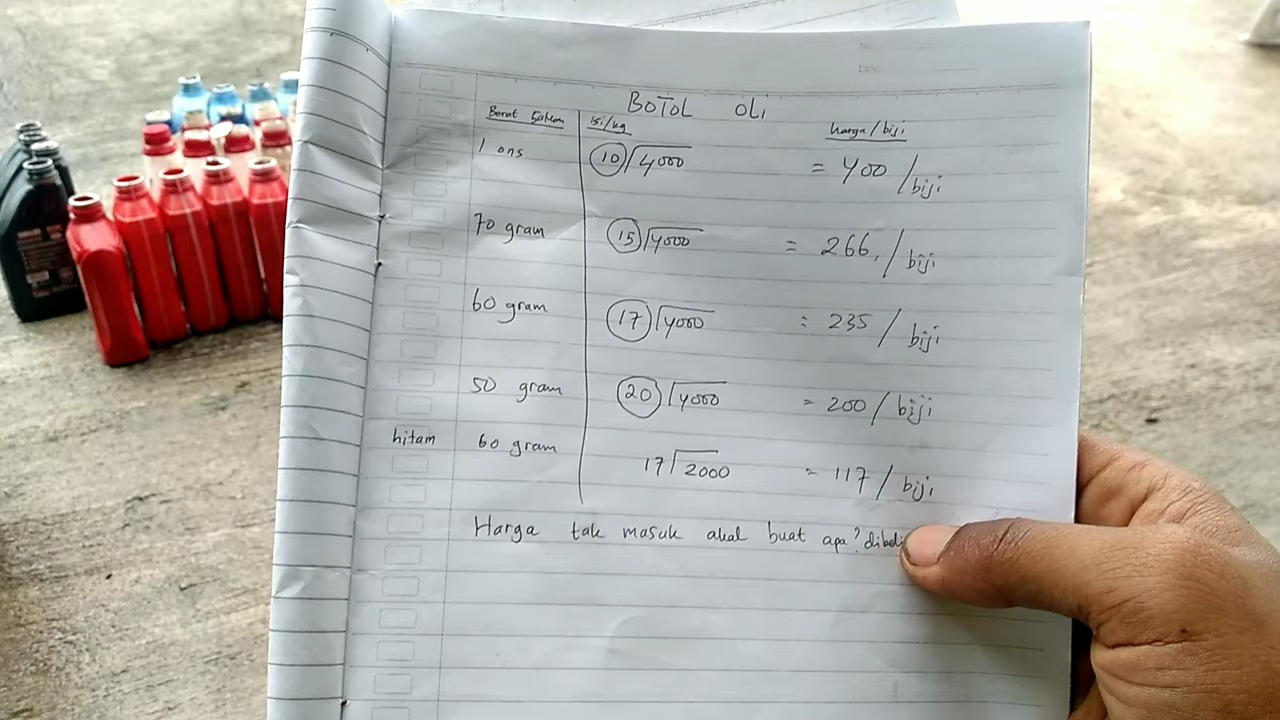 No:
Date:
BOTOL OLI
Berat Satuan isi/kg harga/biji
1 ons 10/4000 = 400/biji
70 gram 15/4000 = 266,/biji
60 gram 17/4000 = 235/biji
50 gram 20/4000 = 200/biji
hitam 60 gram 17/2000 = 117/biji
Harga tak masuk akal buat apa? dibeli